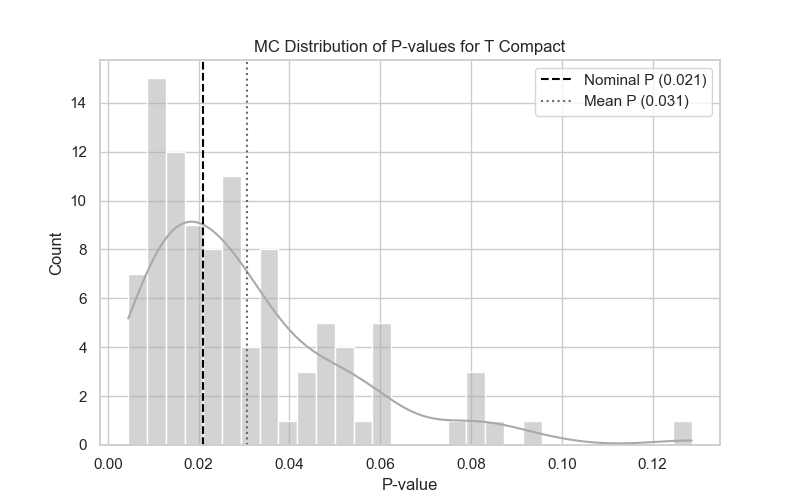 MC Distribution of P-values for T Compact
Nominal P (0.021)
Mean P (0.031)
Count
14
12
10
8
6
4
2
0
0.00 0.02 0.04 0.06 0.08 0.10 0.12
P-value